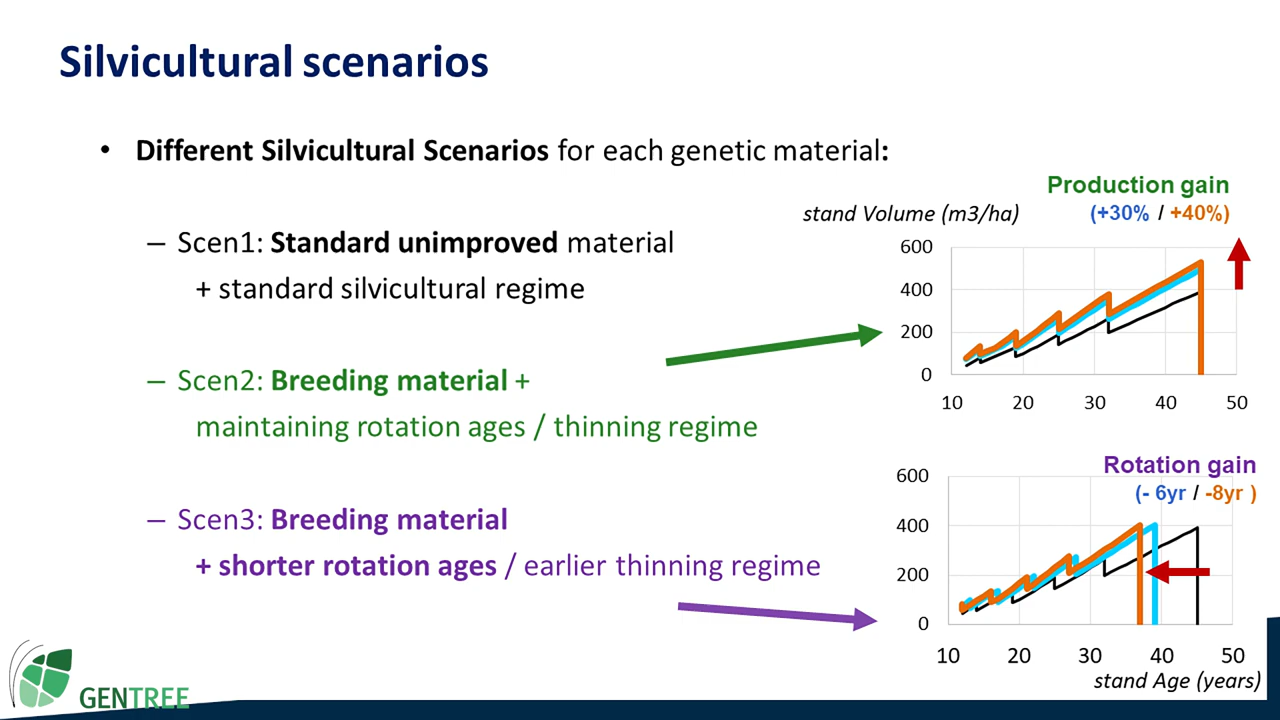 Silvicultural scenarios
• Different Silvicultural Scenarios for each genetic material:
– Scen1: Standard unimproved material
+ standard silvicultural regime
– Scen2: Breeding material +
maintaining rotation ages / thinning regime
– Scen3: Breeding material
+ shorter rotation ages / earlier thinning regime
Production gain
(+30% / +40%)
stand Volume (m3/ha)
600
400
200
0
10 20 30 40 50
Rotation gain
(- 6yr / -8yr )
600
400
200
0
10 20 30 40 50
stand Age (years)
GENTREE